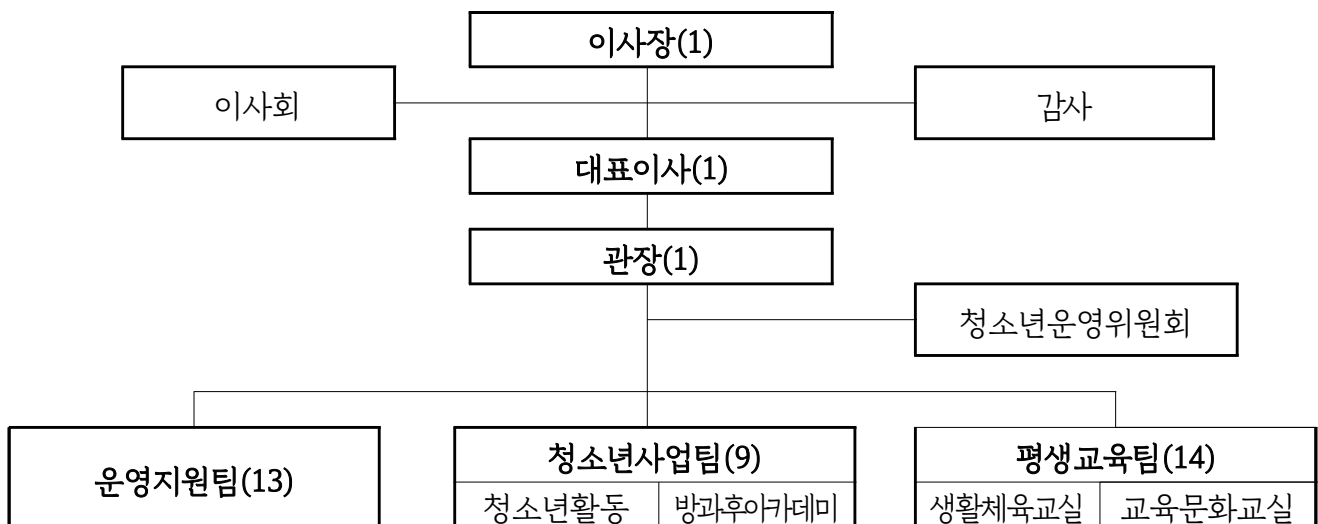 이사장(1)
이사회
감사
대표이사(1)
관장(1)
청소년운영위원회
운영지원팀(13)
청소년사업팀(9)
청소년활동
방과후아카데미
평생교육팀(14)
생활체육교실
교육문화교실